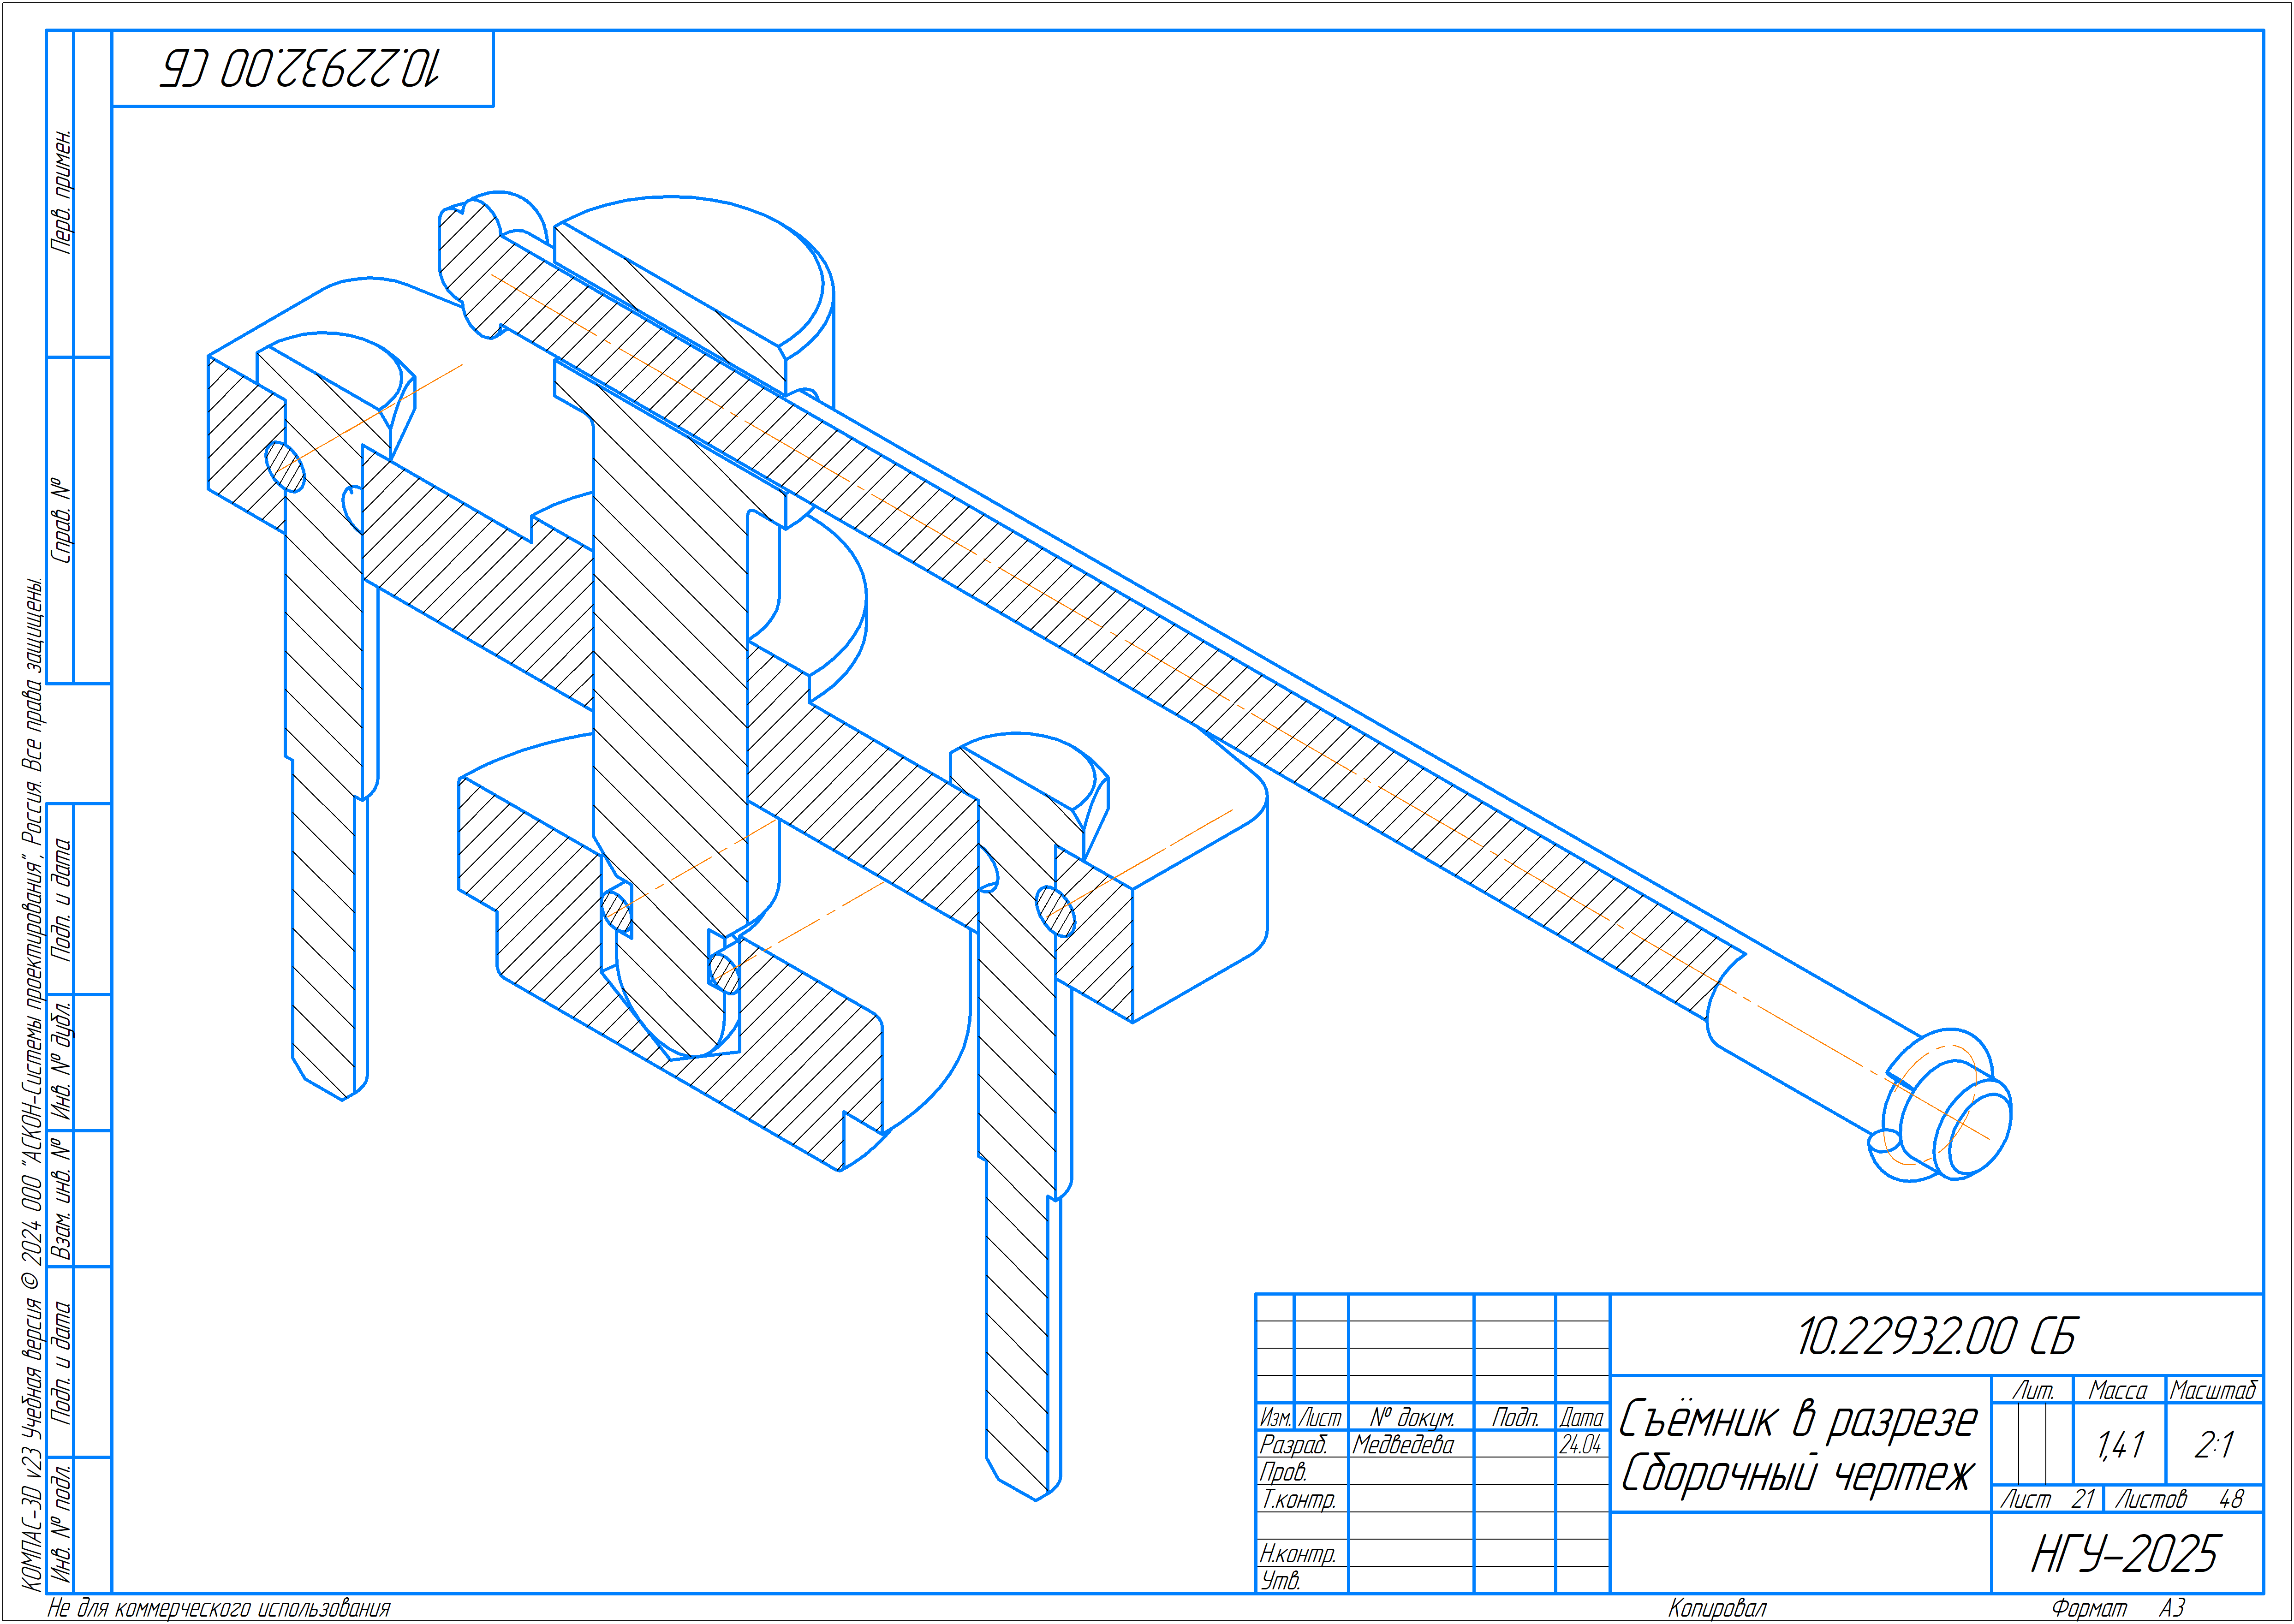 10.22932.00 СБ
Перв. примен.
Справ. №
Подп. и дата
Инв. № дубл.
Взам. инв. №
Подп. и дата
Инв. № подл.
КОМПАС-3D v23 Учебная версия © 2024 ООО "АСКОН-Системы проектирования", Россия. Все права защищены.
10.22932.00 СБ
Лит. Масса Масштаб
Изм. Лист № докум. Подп. Дата
Съёмник в разрезе
Разраб. Медведева 24.04
1,41 2:1
Пров.
Сборочный чертеж
Т.контр.
Лист 21 Листов 48
Н.контр.
НГУ-2025
Утв.
Не для коммерческого использования
Копировал
Формат А3